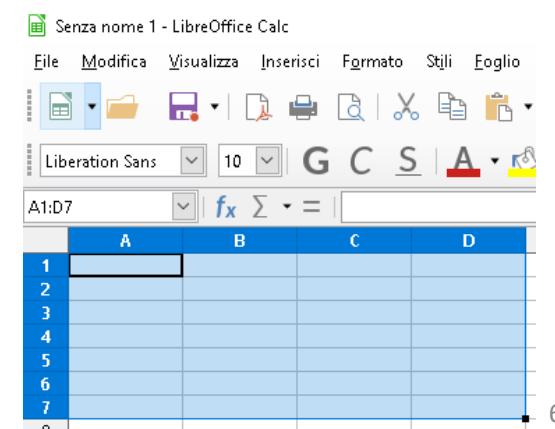 Senza nome 1 - LibreOffice Calc
File Modifica Visualizza Inserisci Formato Stili Foglio
Liberation Sans 10 G C S A
A1:D7 fx Σ =
A B C D
1
2
3
4
5
6
7